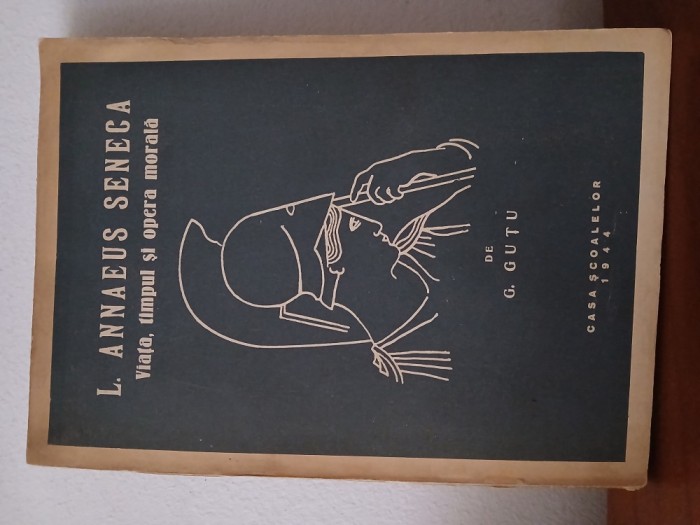 L. ANNAEUS SENECA
Viața, timpul și opera morală
DE
G. GUȚU
CASA ȘCOALELOR
1944